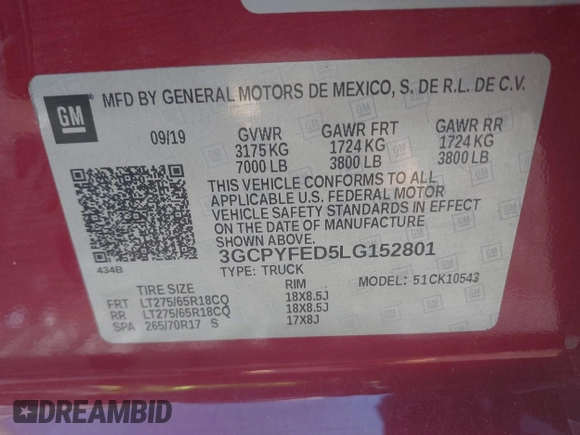 GM
MFD BY GENERAL MOTORS DE MEXICO, S. DE R.L. DE C.V.
09/19 GVWR GAWR FRT GAWR RR
3175 KG 1724 KG 1724 KG
7000 LB 3800 LB 3800 LB
THIS VEHICLE CONFORMS TO ALL
APPLICABLE U.S. FEDERAL MOTOR
VEHICLE SAFETY STANDARDS IN EFFECT
ON THE DATE OF MANUFACTURE
SHOWN ABOVE.
3GCPYFED5LG152801
434B
TYPE: TRUCK
MODEL: 51CK10543
TIRE SIZE RIM
FRT LT275/65R18CQ 18X8.5J
RR LT275/65R18CQ 18X8.5J
SPA 265/70R17 S 17X8J
DREAMBID